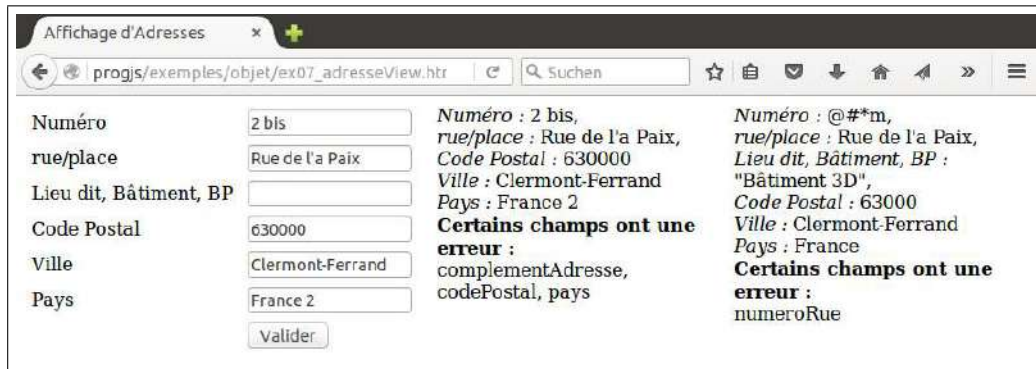 Affichage d'Adresses
progjs/exemples/objet/ex07_adresseView.htr
Suchen
Numéro
2 bis
rue/place
Rue de l'a Paix
Lieu dit, Bâtiment, BP
Code Postal
630000
Ville
Clermont-Ferrand
Pays
France 2
Valider
Numéro : 2 bis,
rue/place : Rue de l'a Paix,
Code Postal : 630000
Ville : Clermont-Ferrand
Pays : France 2
Certains champs ont une
erreur :
complementAdresse,
codePostal, pays
Numéro : @#*m,
rue/place : Rue de l'a Paix,
Lieu dit, Bâtiment, BP :
"Bâtiment 3D",
Code Postal : 63000
Ville : Clermont-Ferrand
Pays : France
Certains champs ont une
erreur :
numeroRue